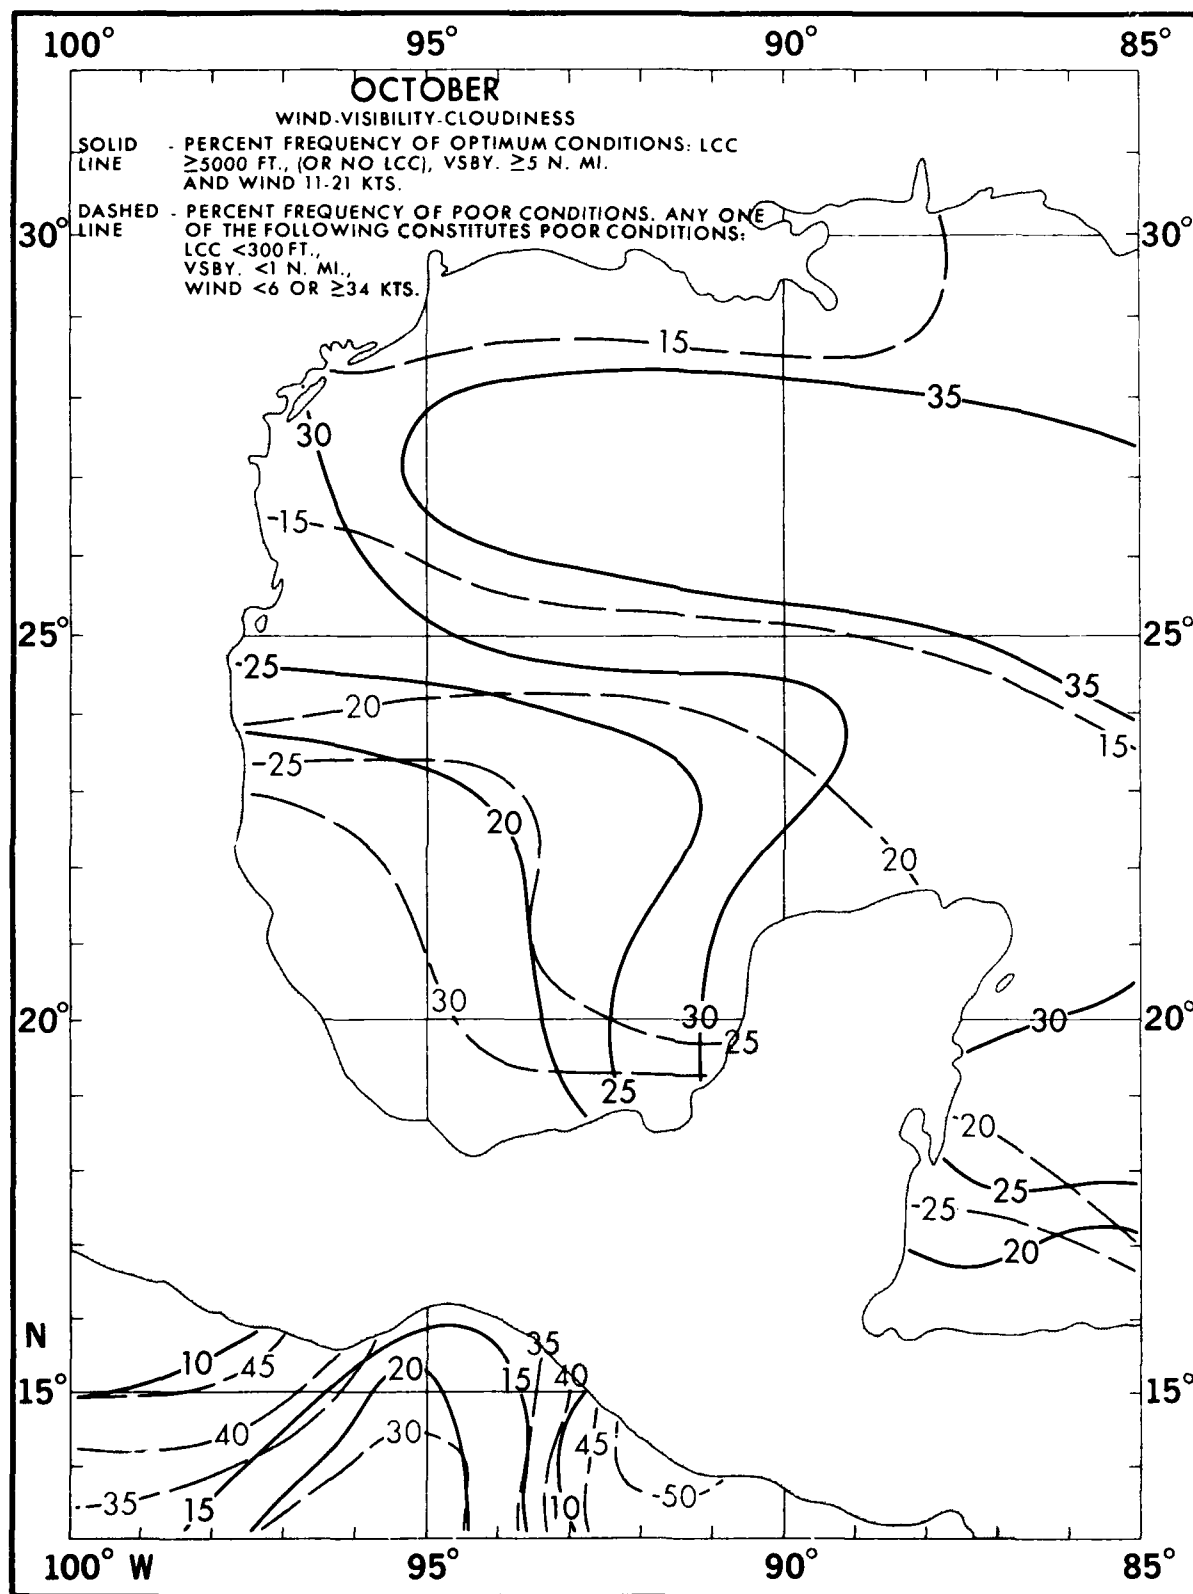 100° 95° 90° 85°
OCTOBER
WIND-VISIBILITY-CLOUDINESS
SOLID LINE - PERCENT FREQUENCY OF OPTIMUM CONDITIONS: LCC
≥5000 FT., (OR NO LCC), VSBY. ≥5 N. MI.
AND WIND 11-21 KTS.
DASHED LINE - PERCENT FREQUENCY OF POOR CONDITIONS. ANY ONE
OF THE FOLLOWING CONSTITUTES POOR CONDITIONS:
LCC <300 FT.,
VSBY. <1 N. MI.,
WIND <6 OR ≥34 KTS.
30° 30°
15
35
30
15
25° 25°
25
35
20
15
25
20
20
30
20° 30 30 20°
25
25
20
25
25
20
N
35
10 45 20 15 40
15° 15°
40 30 45
35 15 10 50
100° W 95° 90° 85°